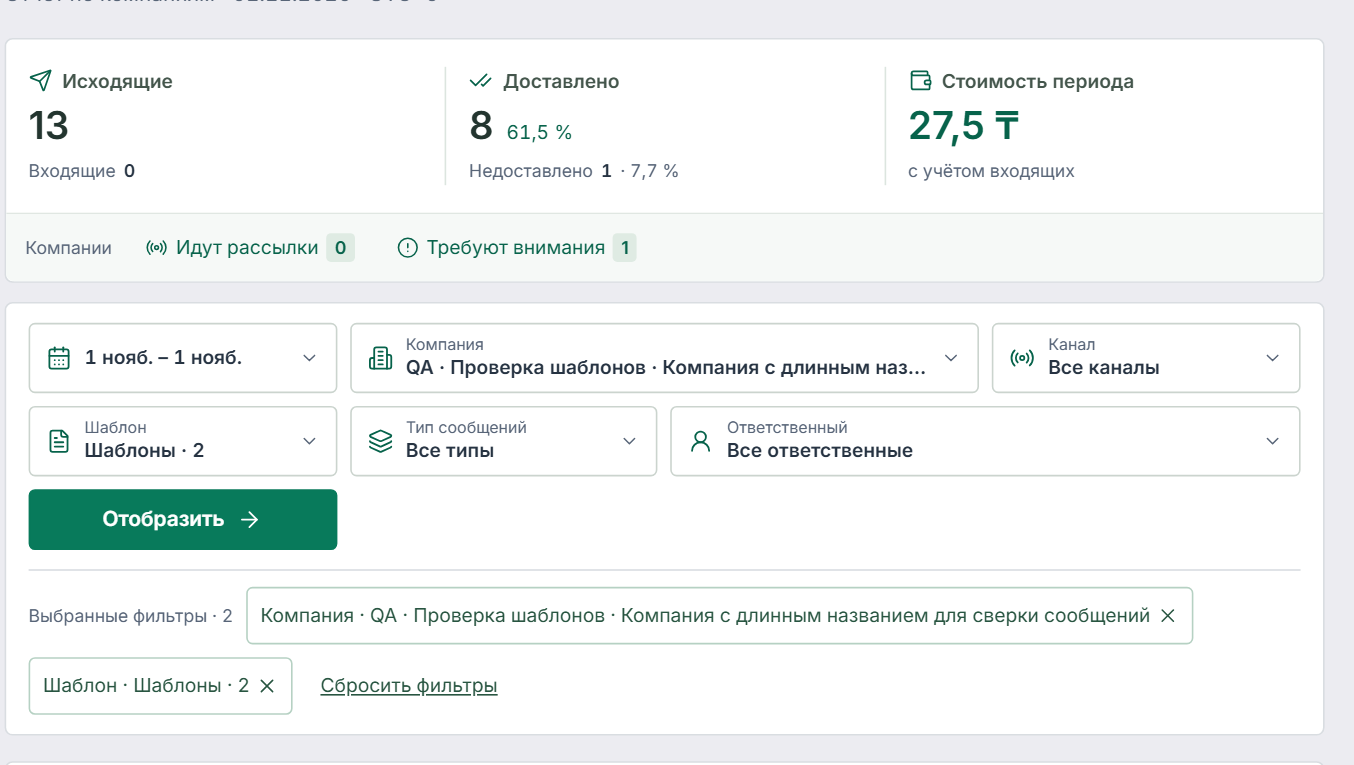 Исходящие
13
Входящие 0
Доставлено
8 61,5 %
Недоставлено 1 · 7,7 %
Стоимость периода
27,5 ₸
с учётом входящих
Компании Идут рассылки 0 Требуют внимания 1
1 нояб. – 1 нояб.
Компания
QA · Проверка шаблонов · Компания с длинным наз...
Канал
Все каналы
Шаблон
Шаблоны · 2
Тип сообщений
Все типы
Ответственный
Все ответственные
Отобразить →
Выбранные фильтры · 2 Компания · QA · Проверка шаблонов · Компания с длинным названием для сверки сообщений ×
Шаблон · Шаблоны · 2 × Сбросить фильтры